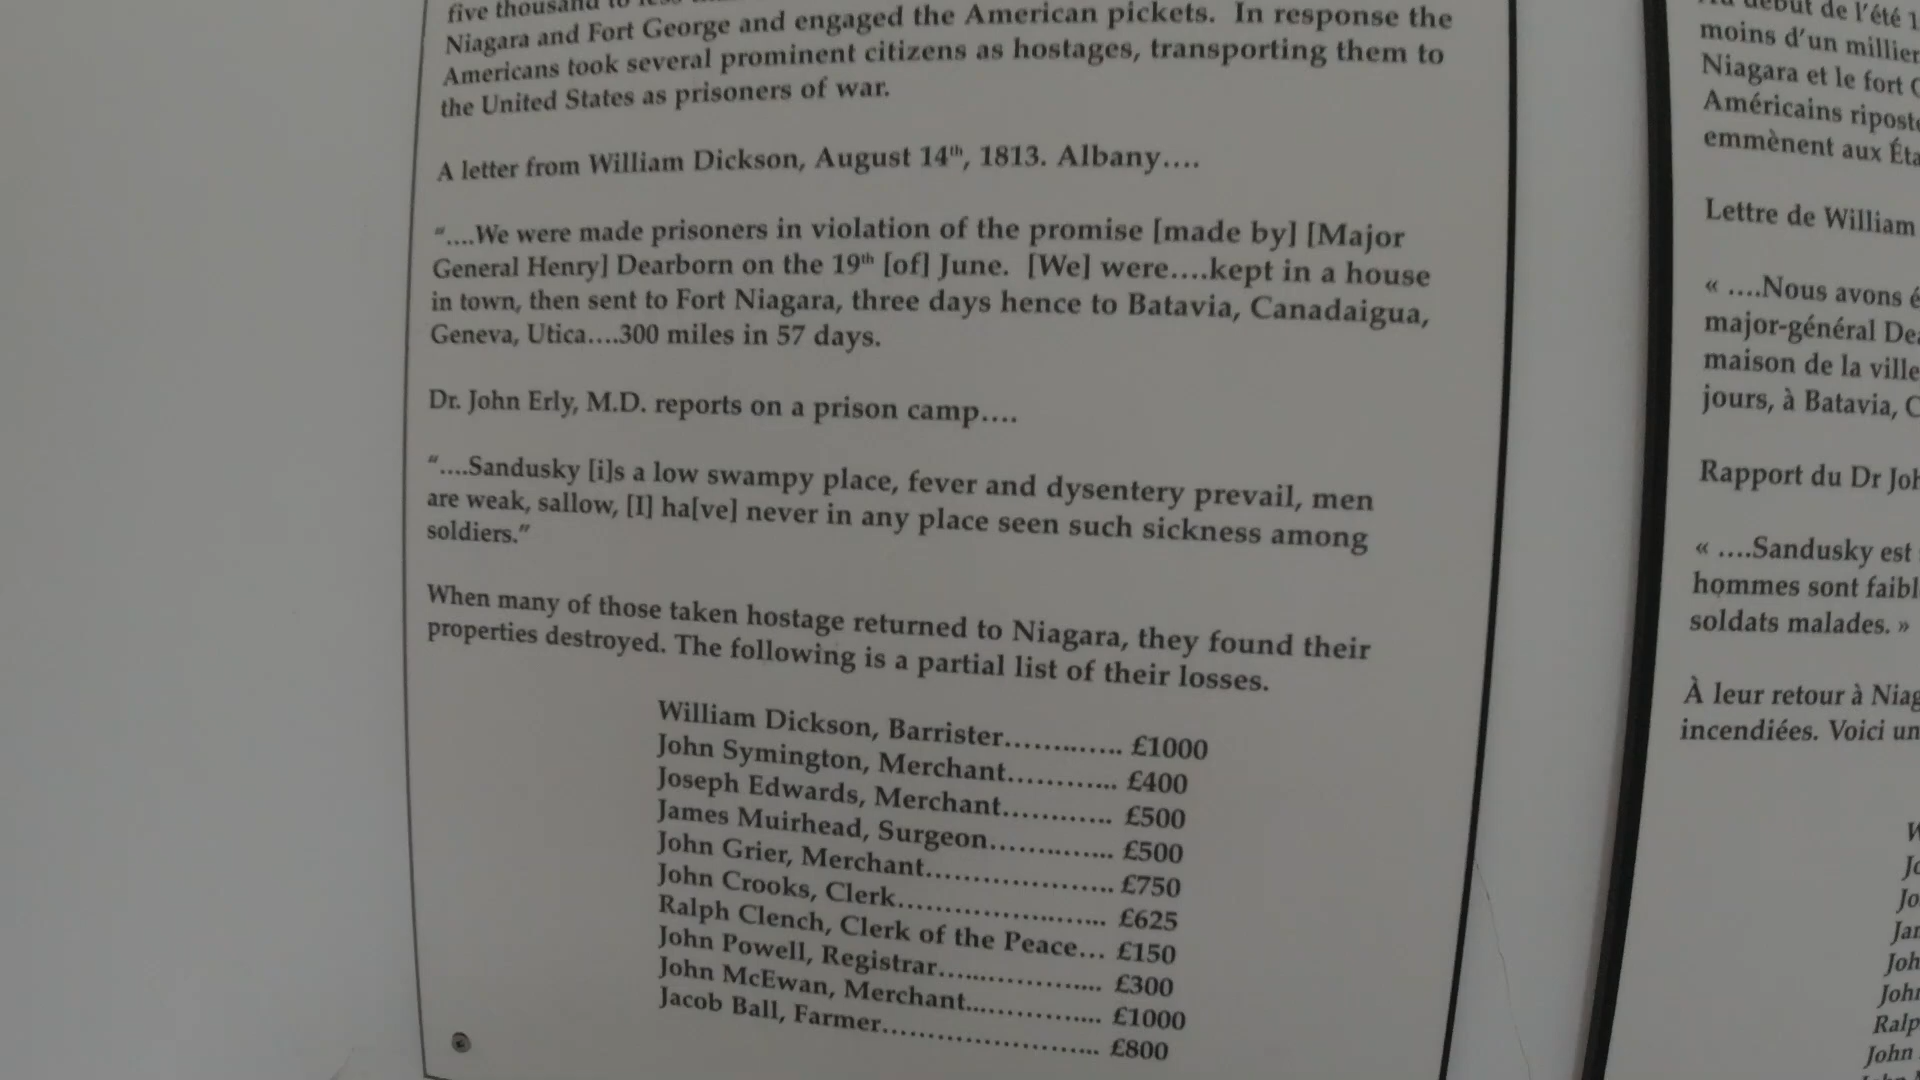 five thousand to
Niagara and Fort George and engaged the American pickets. In response the
Americans took several prominent citizens as hostages, transporting them to
the United States as prisoners of war.
A letter from William Dickson, August 14th, 1813. Albany....
"....We were made prisoners in violation of the promise [made by] [Major
General Henry] Dearborn on the 19th [of] June. [We] were....kept in a house
in town, then sent to Fort Niagara, three days hence to Batavia, Canadaigua,
Geneva, Utica....300 miles in 57 days.
Dr. John Erly, M.D. reports on a prison camp....
"....Sandusky [i]s a low swampy place, fever and dysentery prevail, men
are weak, sallow, [I] ha[ve] never in any place seen such sickness among
soldiers."
When many of those taken hostage returned to Niagara, they found their
properties destroyed. The following is a partial list of their losses.
William Dickson, Barrister............ £1000
John Symington, Merchant........... £400
Joseph Edwards, Merchant........... £500
James Muirhead, Surgeon............. £500
John Grier, Merchant................... £750
John Crooks, Clerk..................... £625
Ralph Clench, Clerk of the Peace... £150
John Powell, Registrar................ £300
John McEwan, Merchant............. £1000
Jacob Ball, Farmer...................... £800
début de l'été 1
moins d'un millier
Niagara et le fort
Américains
emmènent aux
Lettre de William
« ....Nous avons
major-général
maison de la ville
jours, à Batavia,
Rapport du Dr
« ....Sandusky est
hommes sont
soldats malades. »
À leur retour à
incendiées. Voici
John